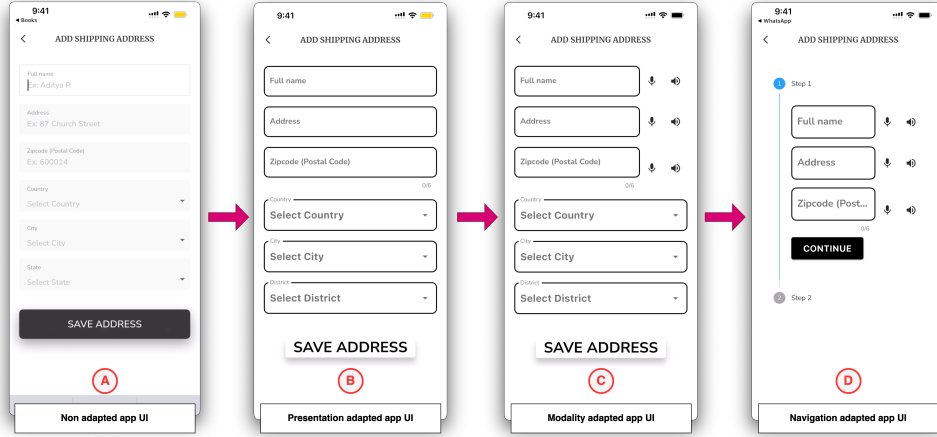 9:41
Books
ADD SHIPPING ADDRESS
Full name
Ex: Aditya R
Address
Ex: 87 Church Street
Zipcode (Postal Code)
Ex: 600014
Country
Select Country
City
Select City
State
Select State
SAVE ADDRESS
A
Non adapted app UI
9:41
ADD SHIPPING ADDRESS
Full name
Address
Zipcode (Postal Code)
0/6
Country
Select Country
City
Select City
District
Select District
SAVE ADDRESS
B
Presentation adapted app UI
9:41
ADD SHIPPING ADDRESS
Full name
Address
Zipcode (Postal Code)
0/6
Country
Select Country
City
Select City
District
Select District
SAVE ADDRESS
C
Modality adapted app UI
9:41
WhatsApp
ADD SHIPPING ADDRESS
1 Step 1
Full name
Address
Zipcode (Post...
0/6
CONTINUE
2 Step 2
D
Navigation adapted app UI